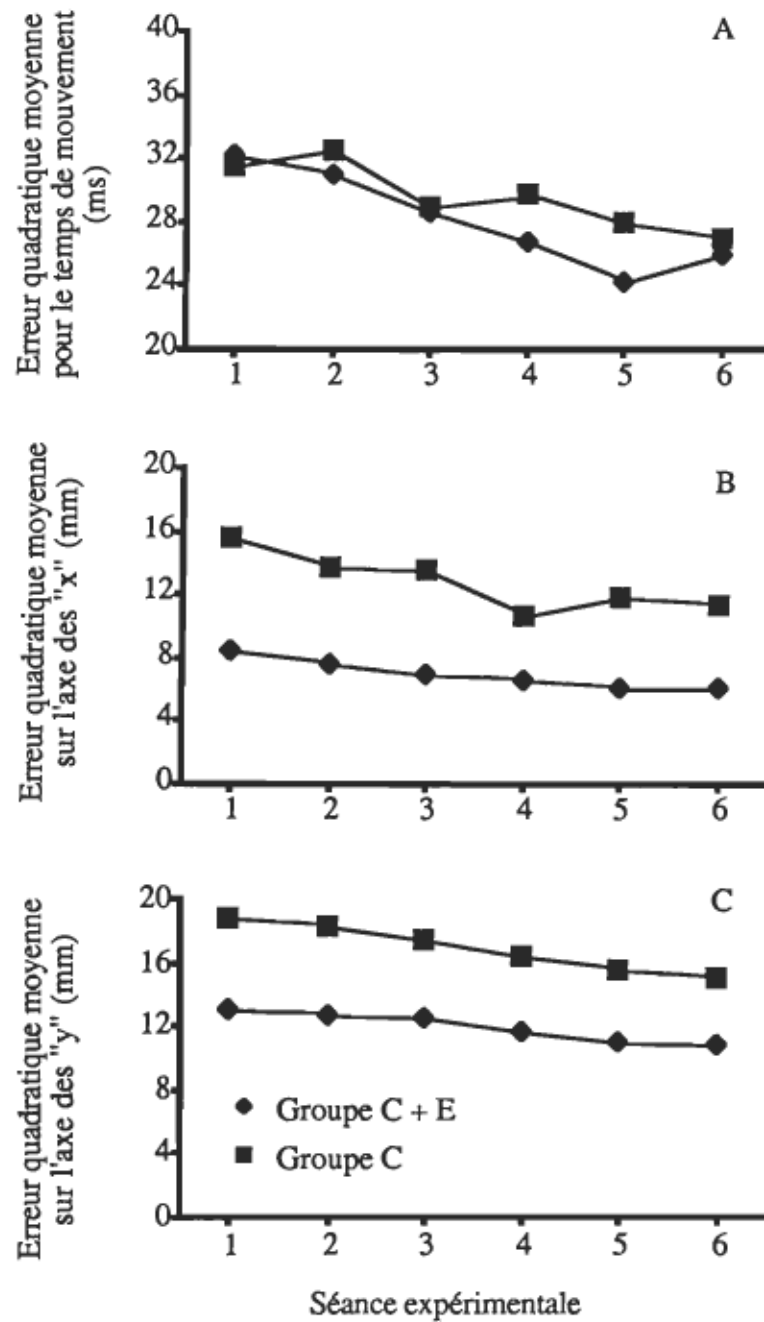 A
Erreur quadratique moyenne
pour le temps de mouvement
(ms)
40
36
32
28
24
20
1 2 3 4 5 6
B
Erreur quadratique moyenne
sur l'axe des "x" (mm)
20
16
12
8
4
0
1 2 3 4 5 6
C
Erreur quadratique moyenne
sur l'axe des "y" (mm)
20
16
12
8
4
0
Groupe C + E
Groupe C
1 2 3 4 5 6
Séance expérimentale